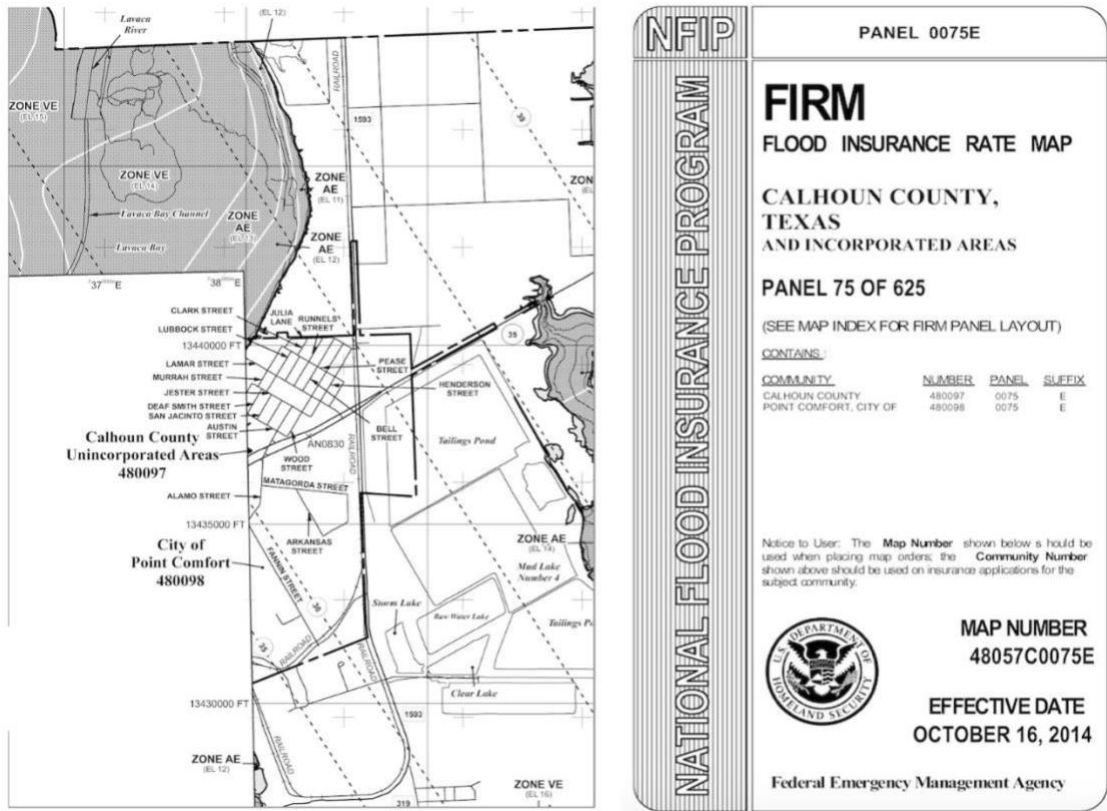 Lavaca
River
(EL 12)
RAILROAD
ZONE VE
(EL 15)
1593
ZONE VE
(EL 14)
ZONE
AE
(EL 11)
Lavaca Bay Channel
ZONE
AE
(EL 13)
Lavaca Bay
ZONE
AE
(EL 12)
37 E
38 E
CLARK STREET
JULIA
LANE
RUNNELS
STREET
LUBBOCK STREET
35
13440000 FT
LAMAR STREET
PEASE
STREET
MURRAH STREET
HENDERSON
STREET
JESTER STREET
DEAF SMITH STREET
SAN JACINTO STREET
AUSTIN
STREET
BELL
STREET
Tailings Pond
Calhoun County
Unincorporated Areas
480097
AN0830
RAILROAD
WOOD
STREET
MATAGORDA STREET
ALAMO STREET
13435000 FT
ARKANSAS
STREET
ZONE AE
(EL 14)
City of
Point Comfort
480098
FANNIN STREET
Mud Lake
Number 4
Storm Lake
Raw Water Lake
Tailings
35
RAILROAD
RAILROAD
Clear Lake
13430000 FT
1593
ZONE AE
(EL 12)
RAILROAD
ZONE VE
(EL 16)
319
NFIP
NATIONAL FLOOD INSURANCE PROGRAM
PANEL 0075E
FIRM
FLOOD INSURANCE RATE MAP
CALHOUN COUNTY,
TEXAS
AND INCORPORATED AREAS
PANEL 75 OF 625
(SEE MAP INDEX FOR FIRM PANEL LAYOUT)
CONTAINS:
COMMUNITY NUMBER PANEL SUFFIX
CALHOUN COUNTY 480097 0075 E
POINT COMFORT, CITY OF 480098 0075 E
Notice to User: The Map Number shown below s hould be
used when placing map orders; the Community Number
shown above should be used on insurance applications for the
subject community.
U.S. DEPARTMENT OF
HOMELAND SECURITY
MAP NUMBER
48057C0075E
EFFECTIVE DATE
OCTOBER 16, 2014
Federal Emergency Management Agency